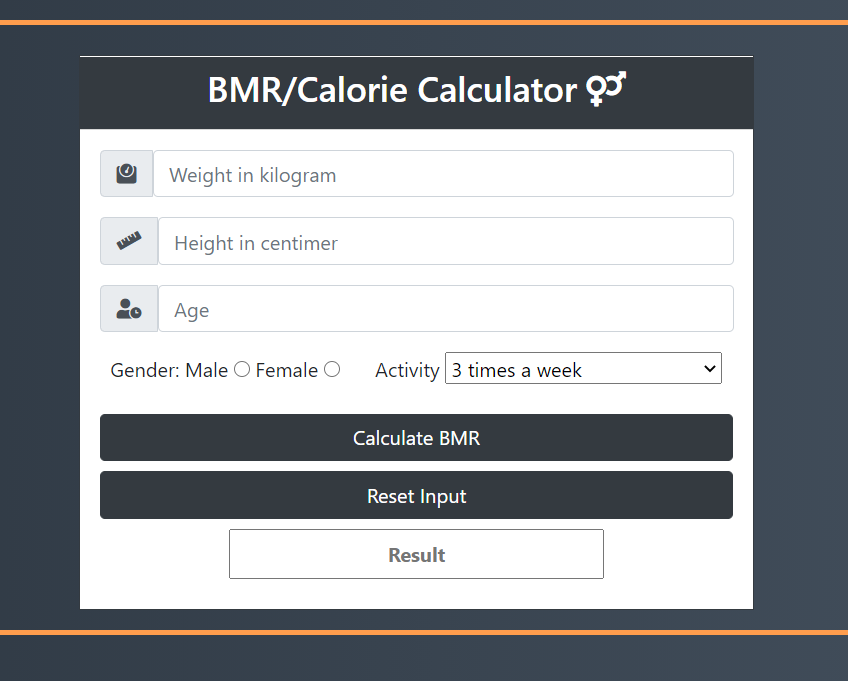 BMR/Calorie Calculator
Weight in kilogram
Height in centimer
Age
Gender: Male Female Activity 3 times a week
Calculate BMR
Reset Input
Result